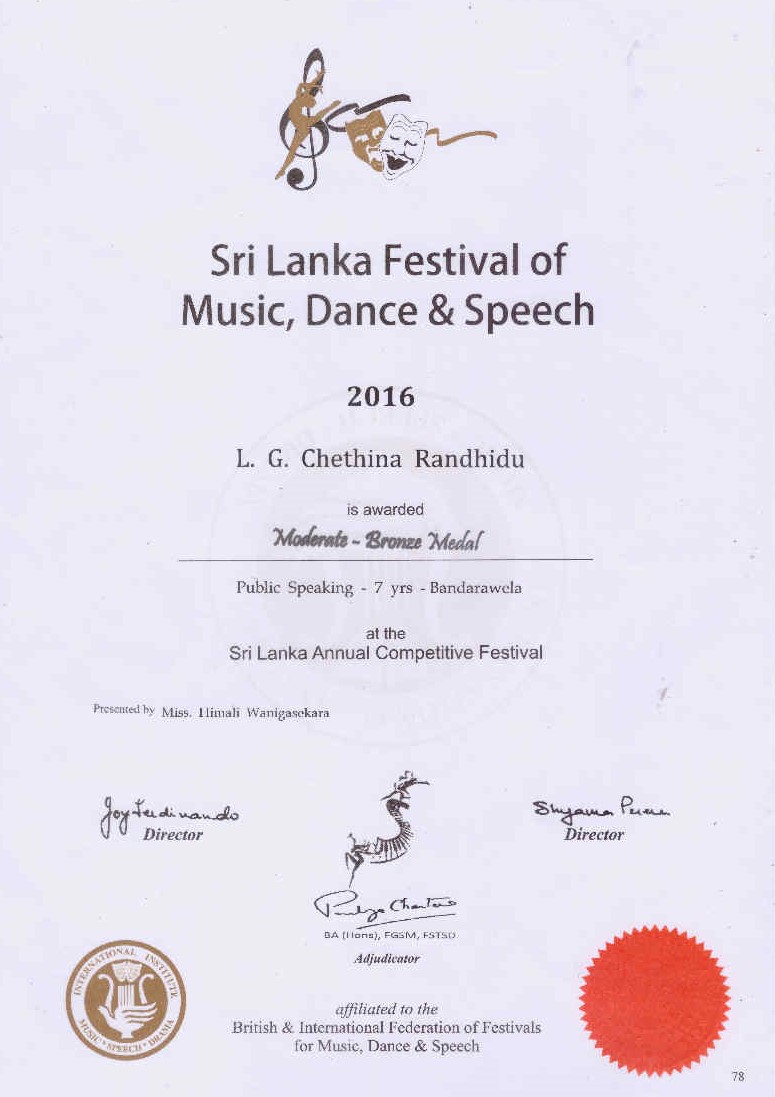 Sri Lanka Festival of
Music, Dance & Speech
2016
L. G. Chethina Randhidu
is awarded
Moderate - Bronze Medal
Public Speaking - 7 yrs - Bandarawela
at the
Sri Lanka Annual Competitive Festival
Presented by Miss. Himali Wanigasekara
Joy Ferdinando
Director
Shyama Perera
Director
BA (Hons), FGSM, FSTSD
Adjudicator
INTERNATIONAL INSTITUTE
MUSIC • SPEECH • DRAMA
affiliated to the
British & International Federation of Festivals
for Music, Dance & Speech
78